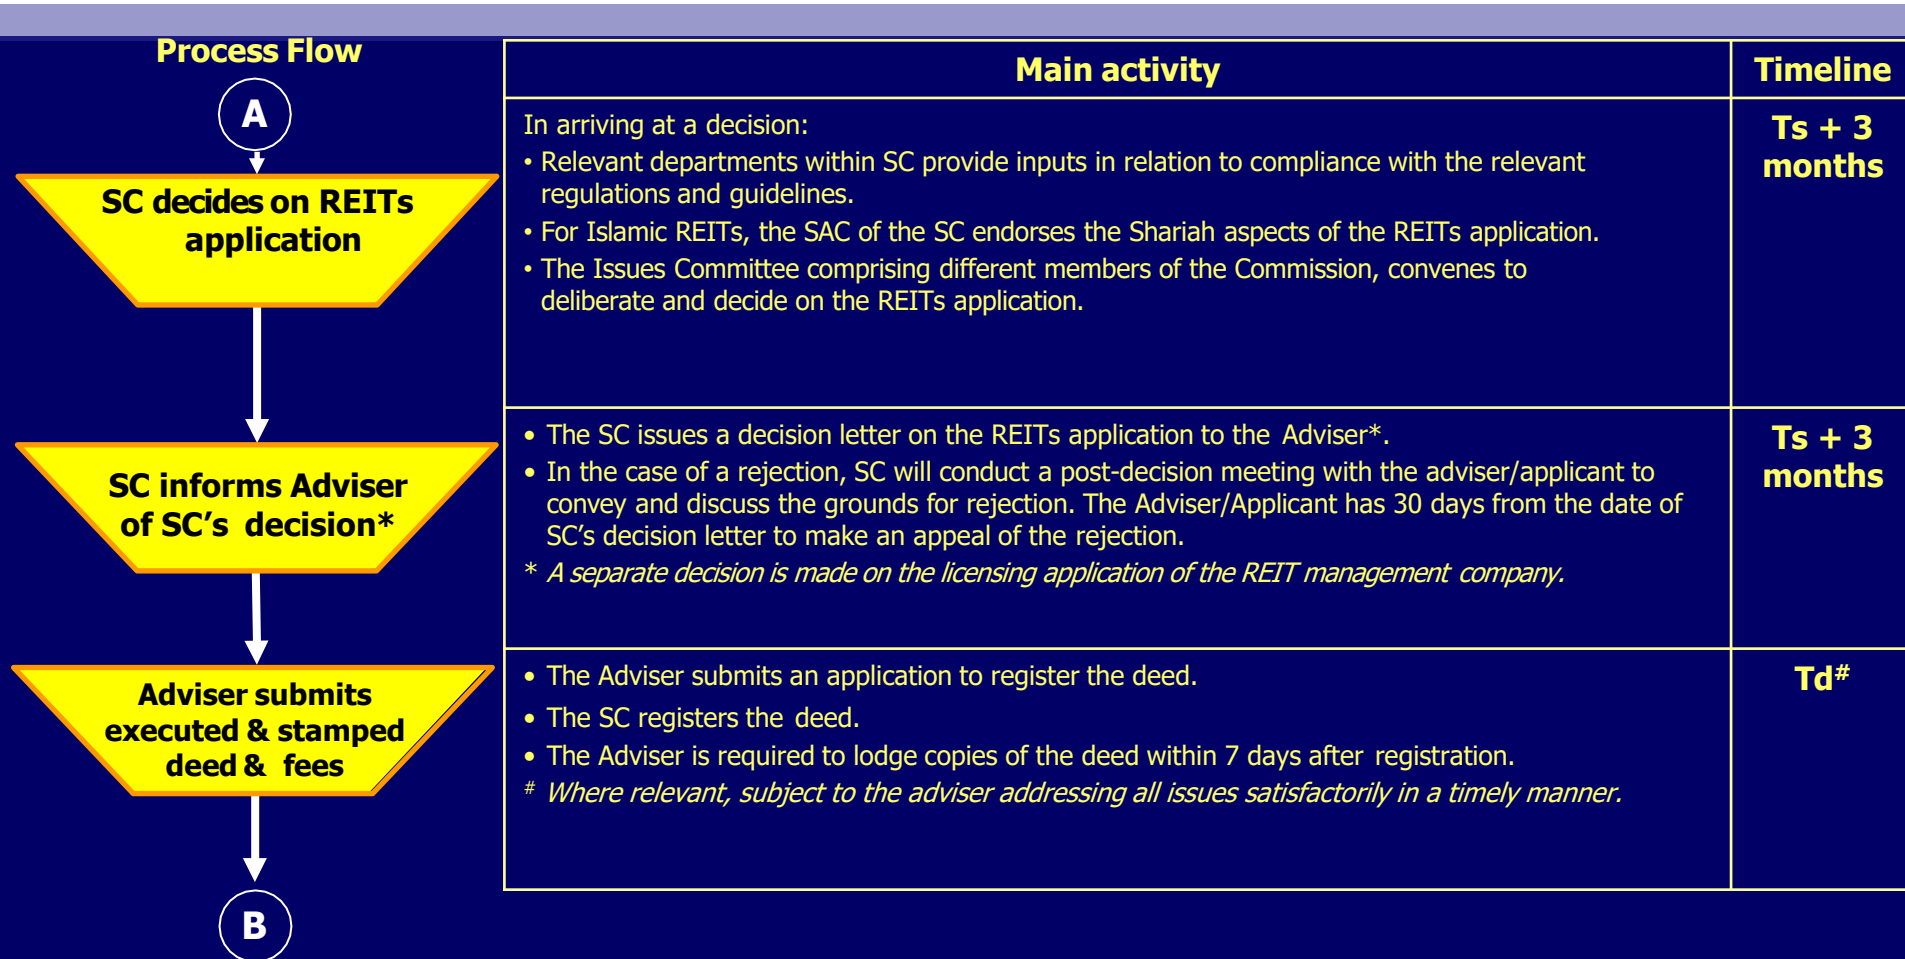 Process Flow
Main activity
Timeline
A
SC decides on REITs
application
In arriving at a decision:
• Relevant departments within SC provide inputs in relation to compliance with the relevant
regulations and guidelines.
• For Islamic REITs, the SAC of the SC endorses the Shariah aspects of the REITs application.
• The Issues Committee comprising different members of the Commission, convenes to
deliberate and decide on the REITs application.
Ts + 3
months
SC informs Adviser
of SC’s decision*
• The SC issues a decision letter on the REITs application to the Adviser*.
• In the case of a rejection, SC will conduct a post-decision meeting with the adviser/applicant to
convey and discuss the grounds for rejection. The Adviser/Applicant has 30 days from the date of
SC’s decision letter to make an appeal of the rejection.
* A separate decision is made on the licensing application of the REIT management company.
Ts + 3
months
Adviser submits
executed & stamped
deed & fees
• The Adviser submits an application to register the deed.
• The SC registers the deed.
• The Adviser is required to lodge copies of the deed within 7 days after registration.
# Where relevant, subject to the adviser addressing all issues satisfactorily in a timely manner.
Td#
B